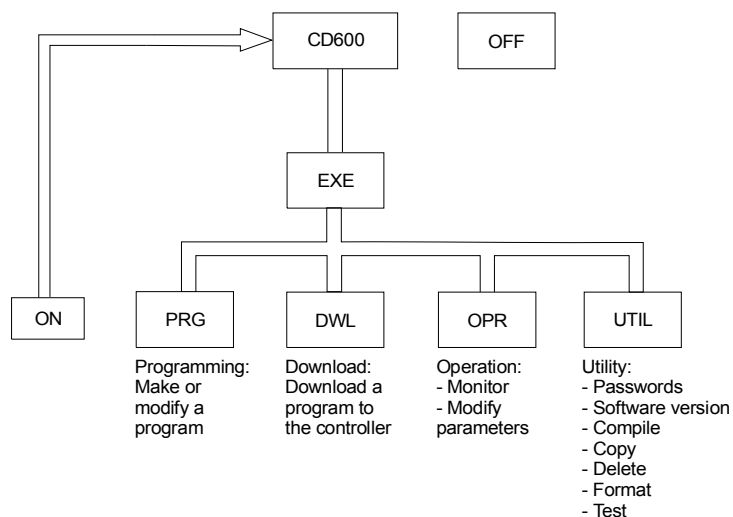 CD600
OFF
EXE
ON
PRG
DWL
OPR
UTIL
Programming:
Make or
modify a
program
Download:
Download a
program to
the controller
Operation:
- Monitor
- Modify
parameters
Utility:
- Passwords
- Software version
- Compile
- Copy
- Delete
- Format
- Test